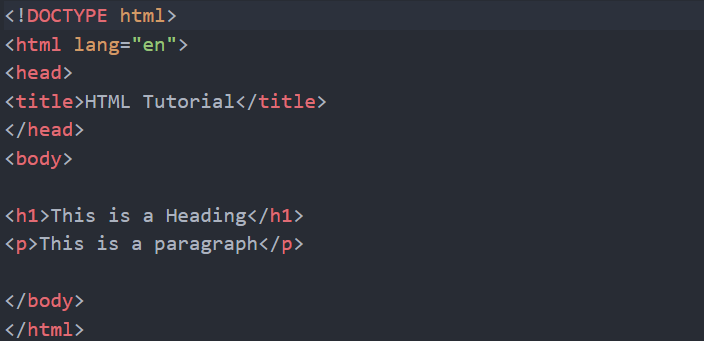 <!DOCTYPE html>
<html lang="en">
<head>
<title>HTML Tutorial</title>
</head>
<body>
<h1>This is a Heading</h1>
<p>This is a paragraph</p>
</body>
</html>